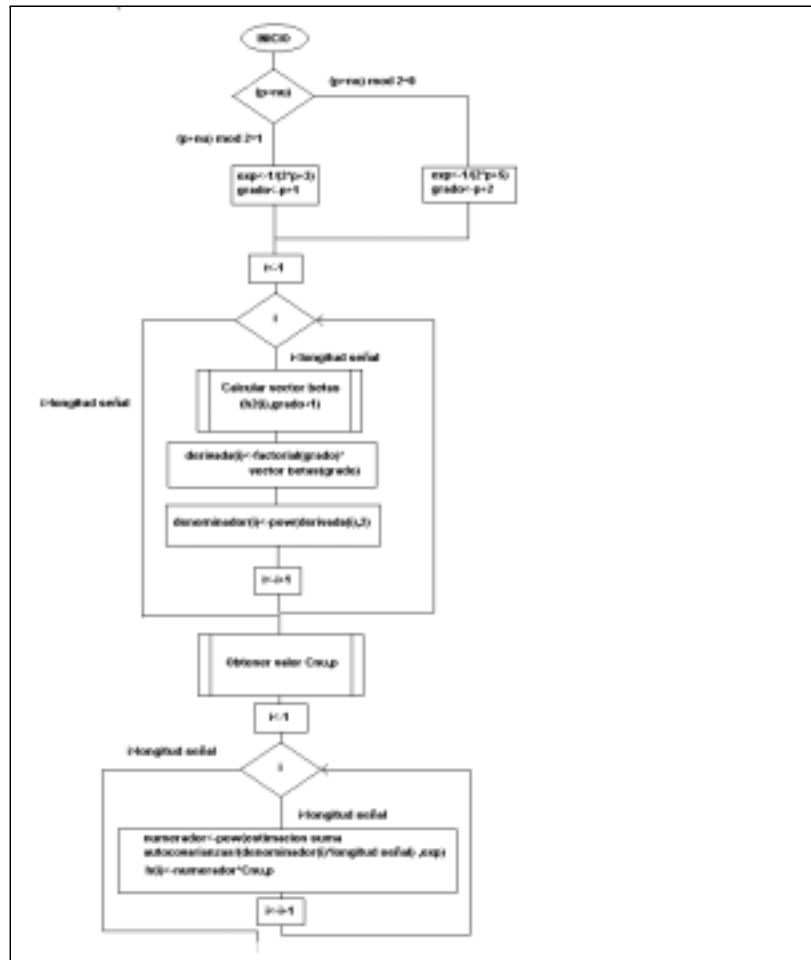 INICIO
(p-nu)
(p-nu) mod 2=0
(p-nu) mod 2=1
exp<-1/(2*p+3)
grado<-p+1
exp<-1/(2*p+5)
grado<-p+2
i<-1
i
longitud señal
longitud señal
Calcular vector betas
(h2(i),grado+1)
derivada(i)<-factorial(grado)*
vector betas(grado)
denominador(i)<-pow(derivada(i),2)
i<-i+1
Obtener valor Cnu,p
i<-1
longitud señal
i
longitud señal
numerador<-pow(estimacion suma
autocovarianzas/(denominador(i)*longitud señal) ,exp)
h(i)<-numerador*Cnu,p
i<-i+1